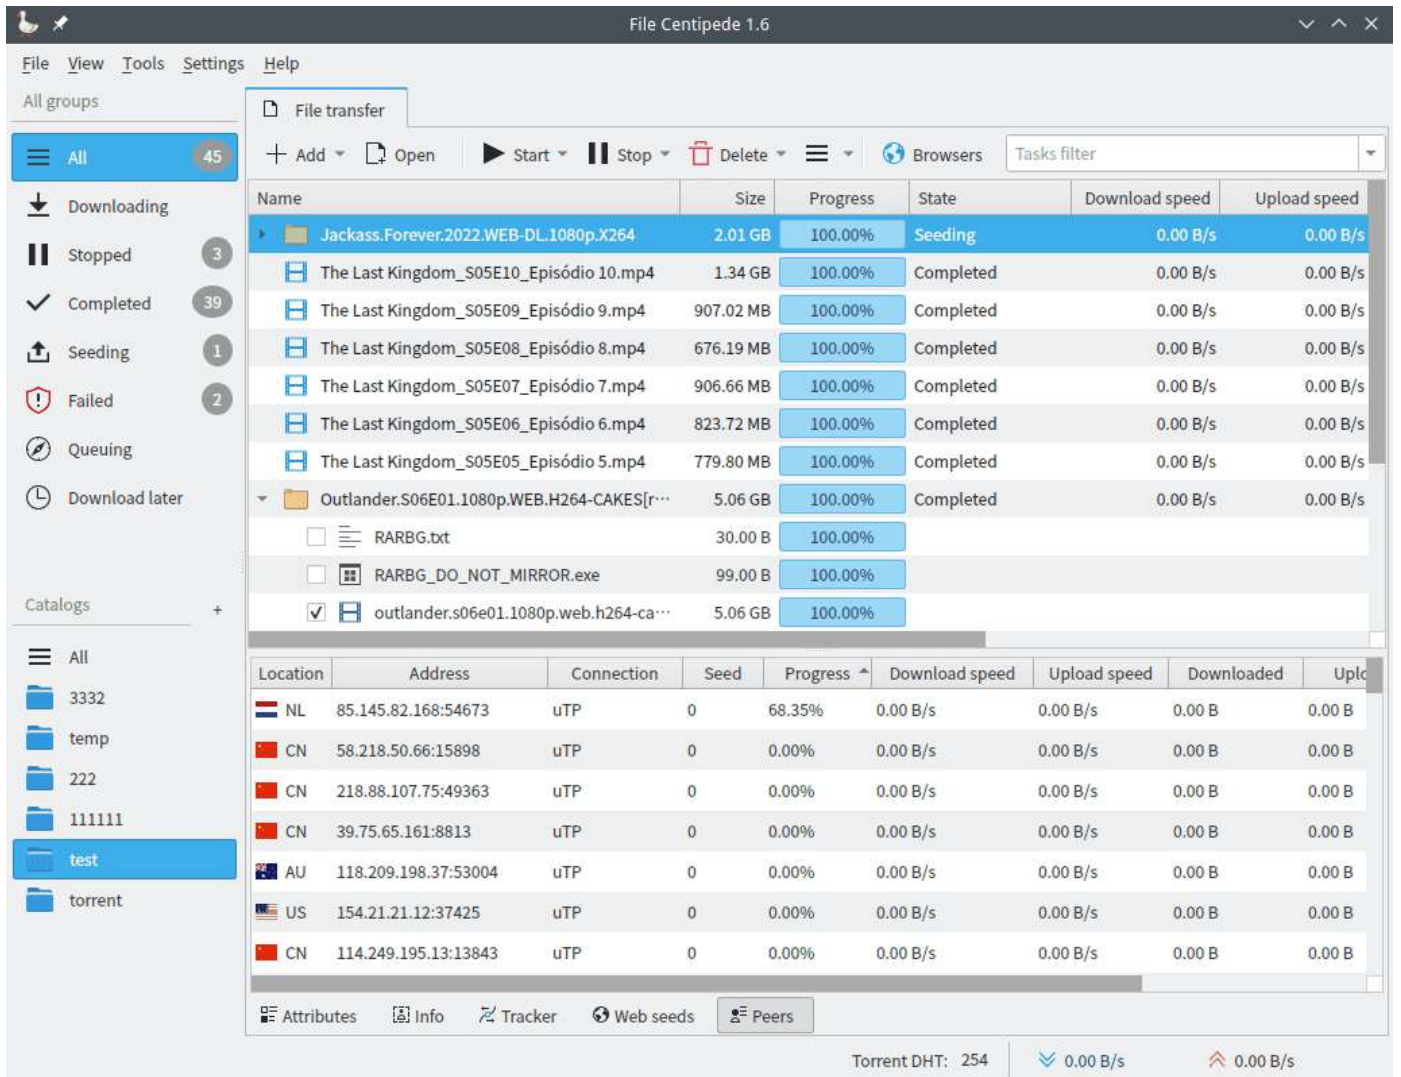 File Centipede 1.6
File View Tools Settings Help
All groups
All 45
Downloading
Stopped 3
Completed 39
Seeding 1
Failed 2
Queuing
Download later
Catalogs +
All
3332
temp
222
111111
test
torrent
File transfer
Add Open Start Stop Delete Browsers Tasks filter
Name Size Progress State Download speed Upload speed
Jackass.Forever.2022.WEB-DL.1080p.X264 2.01 GB 100.00% Seeding 0.00 B/s 0.00 B/s
The Last Kingdom_S05E10_Episódio 10.mp4 1.34 GB 100.00% Completed 0.00 B/s 0.00 B/s
The Last Kingdom_S05E09_Episódio 9.mp4 907.02 MB 100.00% Completed 0.00 B/s 0.00 B/s
The Last Kingdom_S05E08_Episódio 8.mp4 676.19 MB 100.00% Completed 0.00 B/s 0.00 B/s
The Last Kingdom_S05E07_Episódio 7.mp4 906.66 MB 100.00% Completed 0.00 B/s 0.00 B/s
The Last Kingdom_S05E06_Episódio 6.mp4 823.72 MB 100.00% Completed 0.00 B/s 0.00 B/s
The Last Kingdom_S05E05_Episódio 5.mp4 779.80 MB 100.00% Completed 0.00 B/s 0.00 B/s
Outlander.S06E01.1080p.WEB.H264-CAKES[r··· 5.06 GB 100.00% Completed 0.00 B/s 0.00 B/s
RARBG.txt 30.00 B 100.00%
RARBG_DO_NOT_MIRROR.exe 99.00 B 100.00%
outlander.s06e01.1080p.web.h264-ca··· 5.06 GB 100.00%
Location Address Connection Seed Progress Download speed Upload speed Downloaded Uplo
NL 85.145.82.168:54673 uTP 0 68.35% 0.00 B/s 0.00 B/s 0.00 B 0.00 B
CN 58.218.50.66:15898 uTP 0 0.00% 0.00 B/s 0.00 B/s 0.00 B 0.00 B
CN 218.88.107.75:49363 uTP 0 0.00% 0.00 B/s 0.00 B/s 0.00 B 0.00 B
CN 39.75.65.161:8813 uTP 0 0.00% 0.00 B/s 0.00 B/s 0.00 B 0.00 B
AU 118.209.198.37:53004 uTP 0 0.00% 0.00 B/s 0.00 B/s 0.00 B 0.00 B
US 154.21.21.12:37425 uTP 0 0.00% 0.00 B/s 0.00 B/s 0.00 B 0.00 B
CN 114.249.195.13:13843 uTP 0 0.00% 0.00 B/s 0.00 B/s 0.00 B 0.00 B
Attributes Info Tracker Web seeds Peers
Torrent DHT: 254 0.00 B/s 0.00 B/s